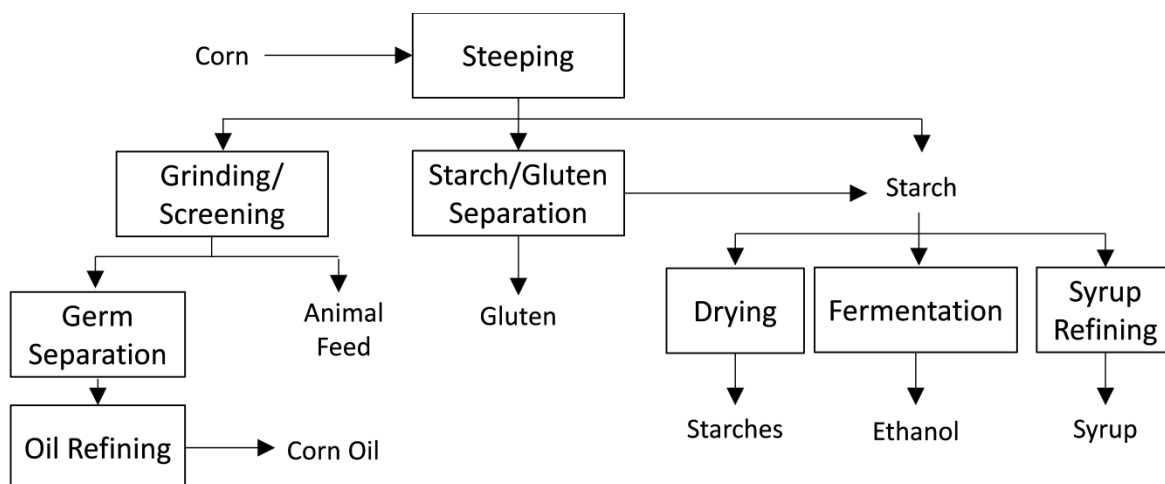 Corn
Steeping
Grinding/
Screening
Starch/Gluten
Separation
Starch
Germ
Separation
Animal
Feed
Gluten
Drying
Fermentation
Syrup
Refining
Oil Refining
Corn Oil
Starches
Ethanol
Syrup